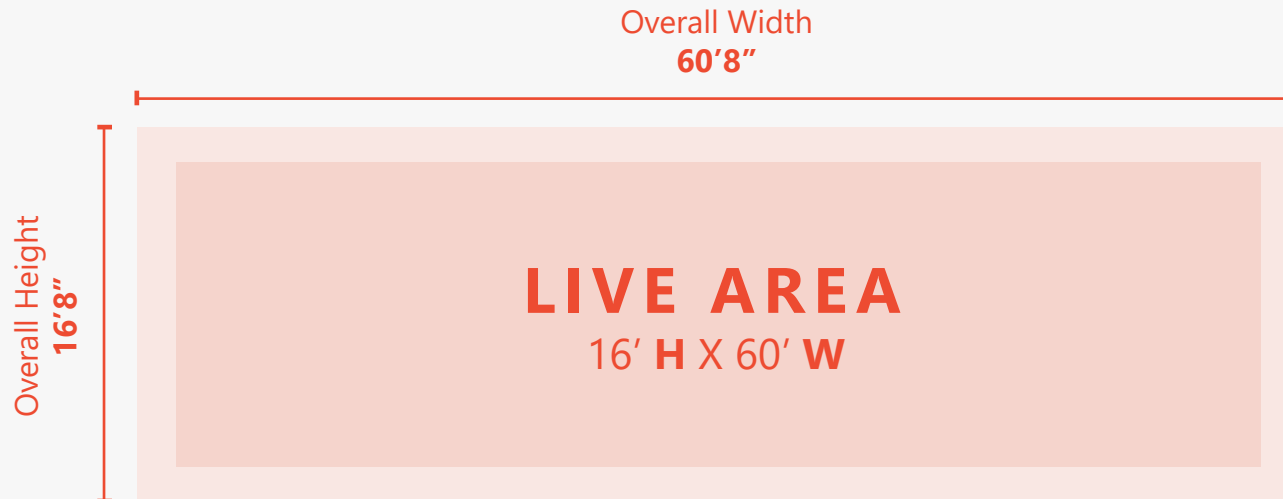 Overall Width
60’8”
Overall Height
16’8”
LIVE AREA
16’ H X 60’ W